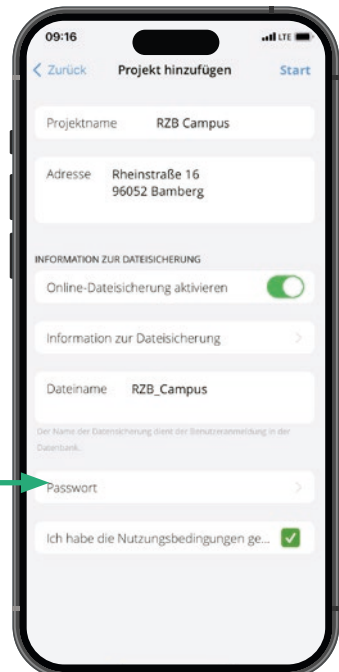 09:16 LTE
Zurück Projekt hinzufügen Start
Projektname RZB Campus
Adresse Rheinstraße 16
96052 Bamberg
INFORMATION ZUR DATEISICHERUNG
Online-Dateisicherung aktivieren
Information zur Dateisicherung
Dateiname RZB_Campus
Der Name der Dateisicherung dient der Benutzeranmeldung in der
Datenbank.
Passwort
Ich habe die Nutzungsbedingungen ge...